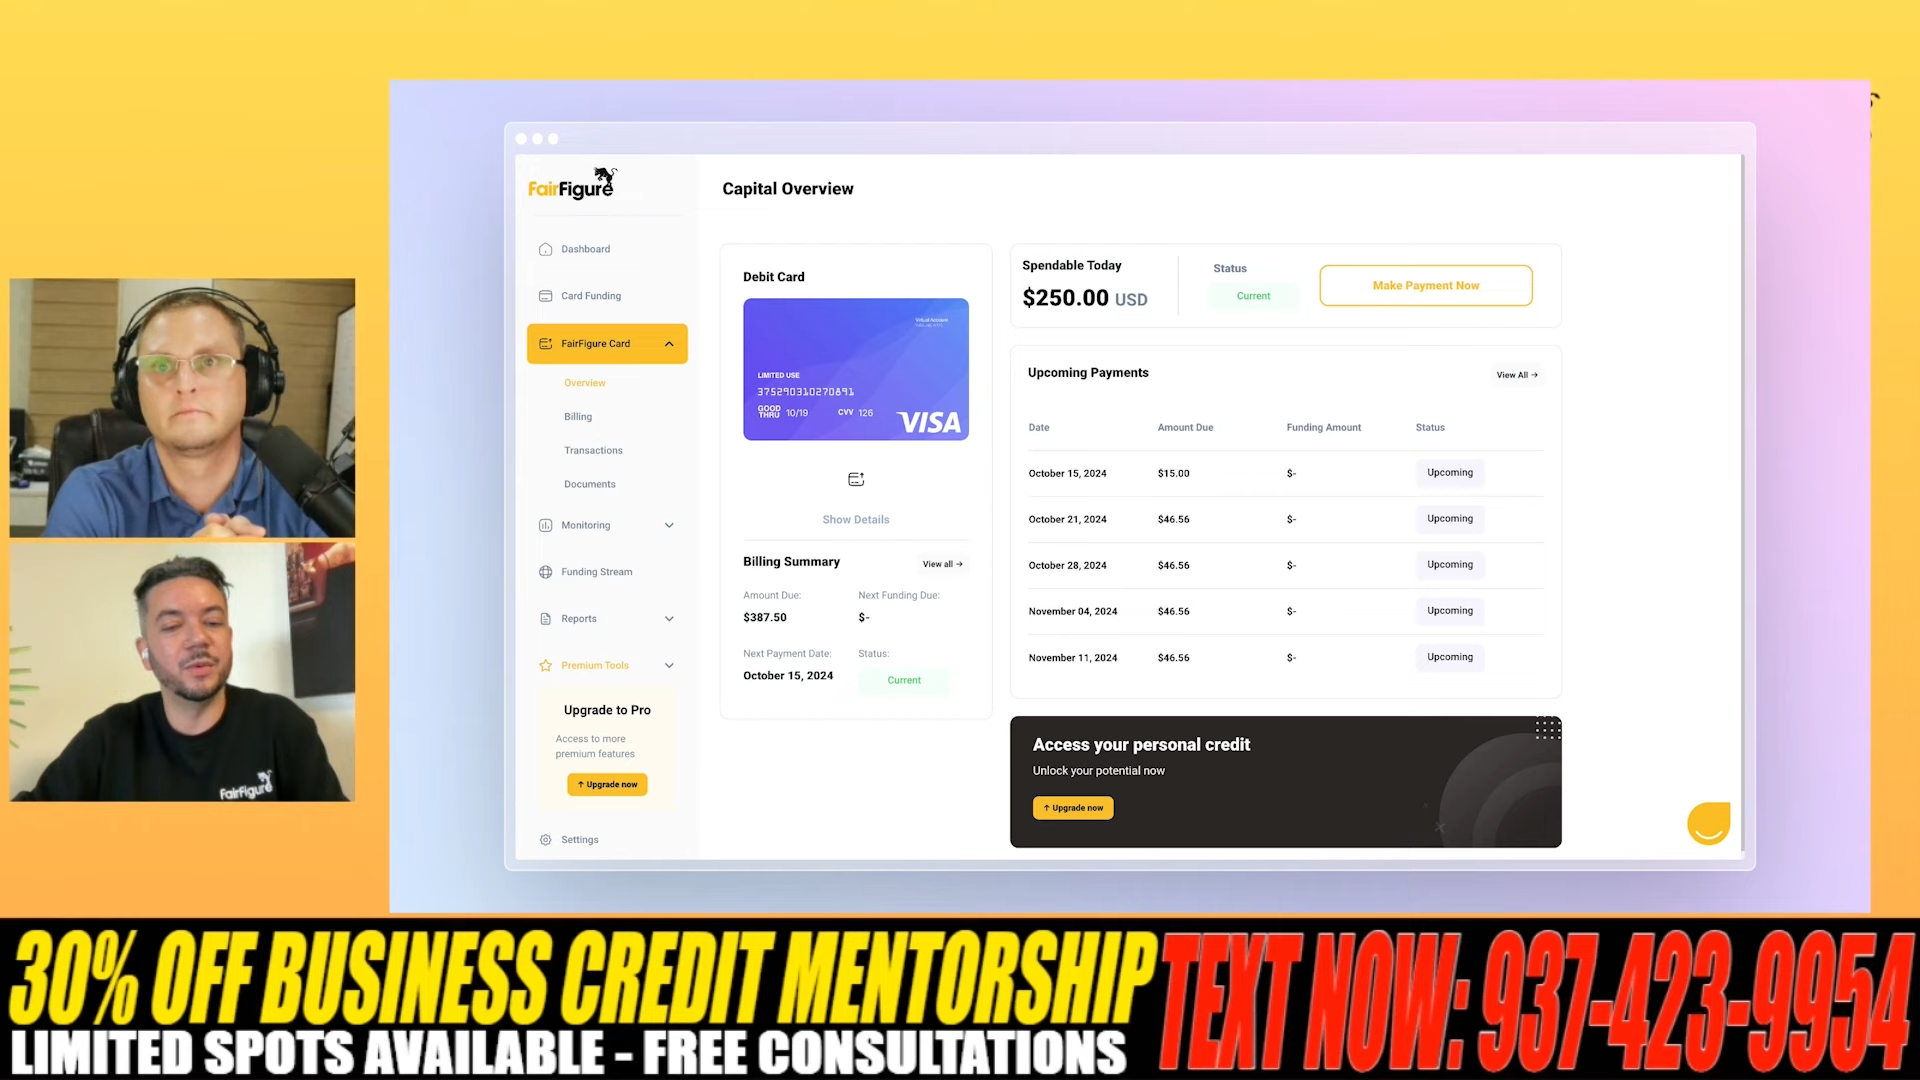 FairFigure
Dashboard
Card Funding
FairFigure Card
Overview
Billing
Transactions
Documents
Monitoring
Funding Stream
Reports
Premium Tools
Upgrade to Pro
Access to more
premium features
↑ Upgrade now
Settings
Capital Overview
Debit Card
Virtual Account
LIMITED USE
375290310270891
GOOD THRU 10/19 CVV 126
VISA
Show Details
Billing Summary View all →
Amount Due: Next Funding Due:
$387.50 $-
Next Payment Date: Status:
October 15, 2024 Current
Spendable Today
$250.00 USD
Status
Current
Make Payment Now
Upcoming Payments View All →
Date Amount Due Funding Amount Status
October 15, 2024 $15.00 $- Upcoming
October 21, 2024 $46.56 $- Upcoming
October 28, 2024 $46.56 $- Upcoming
November 04, 2024 $46.56 $- Upcoming
November 11, 2024 $46.56 $- Upcoming
Access your personal credit
Unlock your potential now
↑ Upgrade now
FairFigure
30% OFF BUSINESS CREDIT MENTORSHIP
LIMITED SPOTS AVAILABLE - FREE CONSULTATIONS
TEXT NOW: 937-423-9954